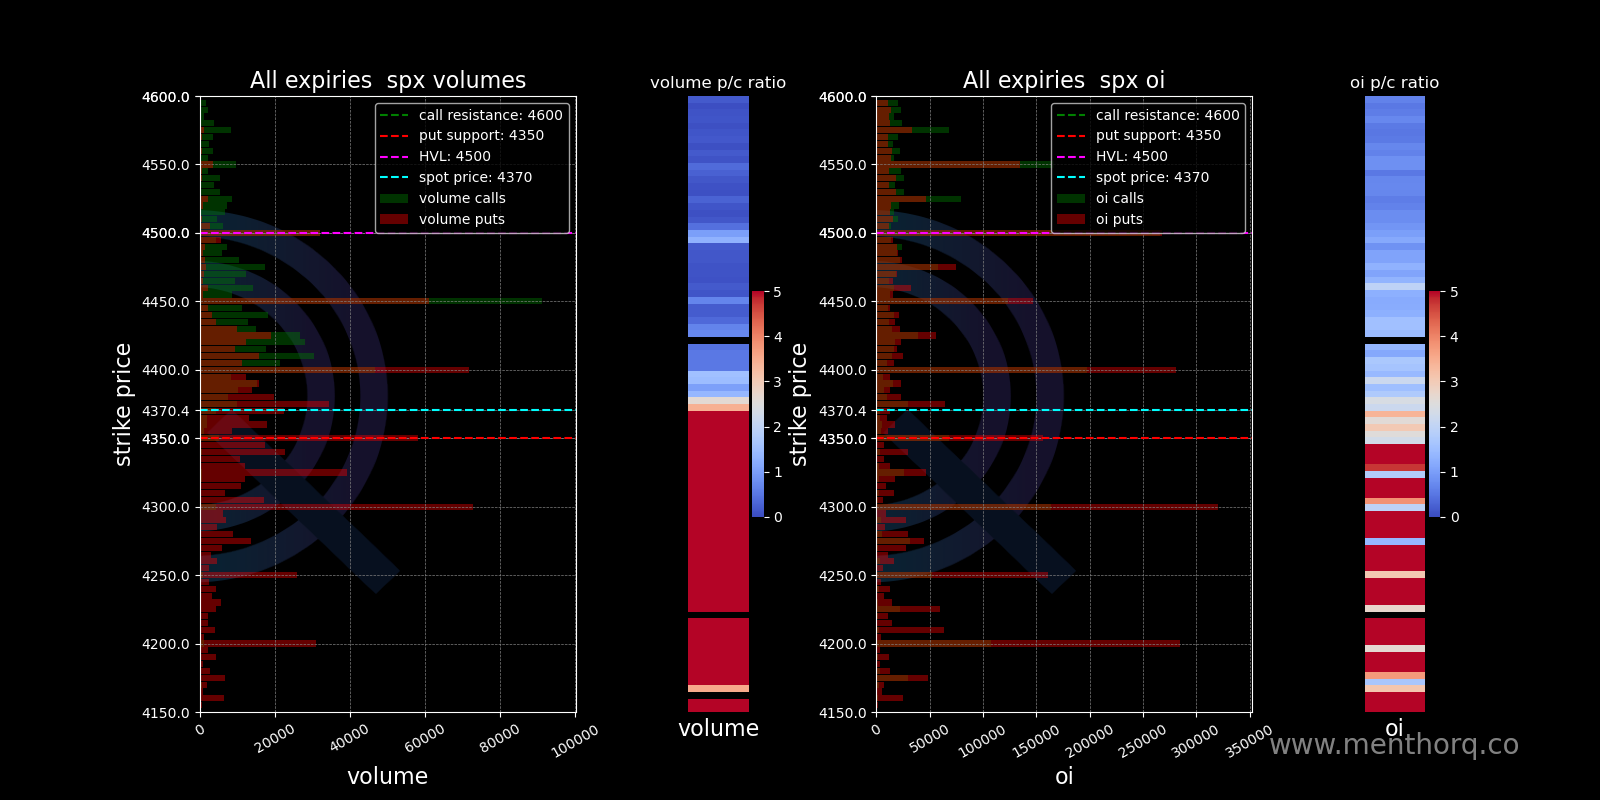 All expiries  spx volumes
volume p/c ratio
All expiries  spx oi
oi p/c ratio
call resistance: 4600
put support: 4350
HVL: 4500
spot price: 4370
volume calls
volume puts
call resistance: 4600
put support: 4350
HVL: 4500
spot price: 4370
oi calls
oi puts
strike price
4600.0
4550.0
4500.0
4450.0
4400.0
4370.4
4350.0
4300.0
4250.0
4200.0
4150.0
0
20000
40000
60000
80000
100000
volume
5
4
3
2
1
0
volume
strike price
4600.0
4550.0
4500.0
4450.0
4400.0
4370.4
4350.0
4300.0
4250.0
4200.0
4150.0
0
50000
100000
150000
200000
250000
300000
350000
oi
5
4
3
2
1
0
oi
www.menthorq.co